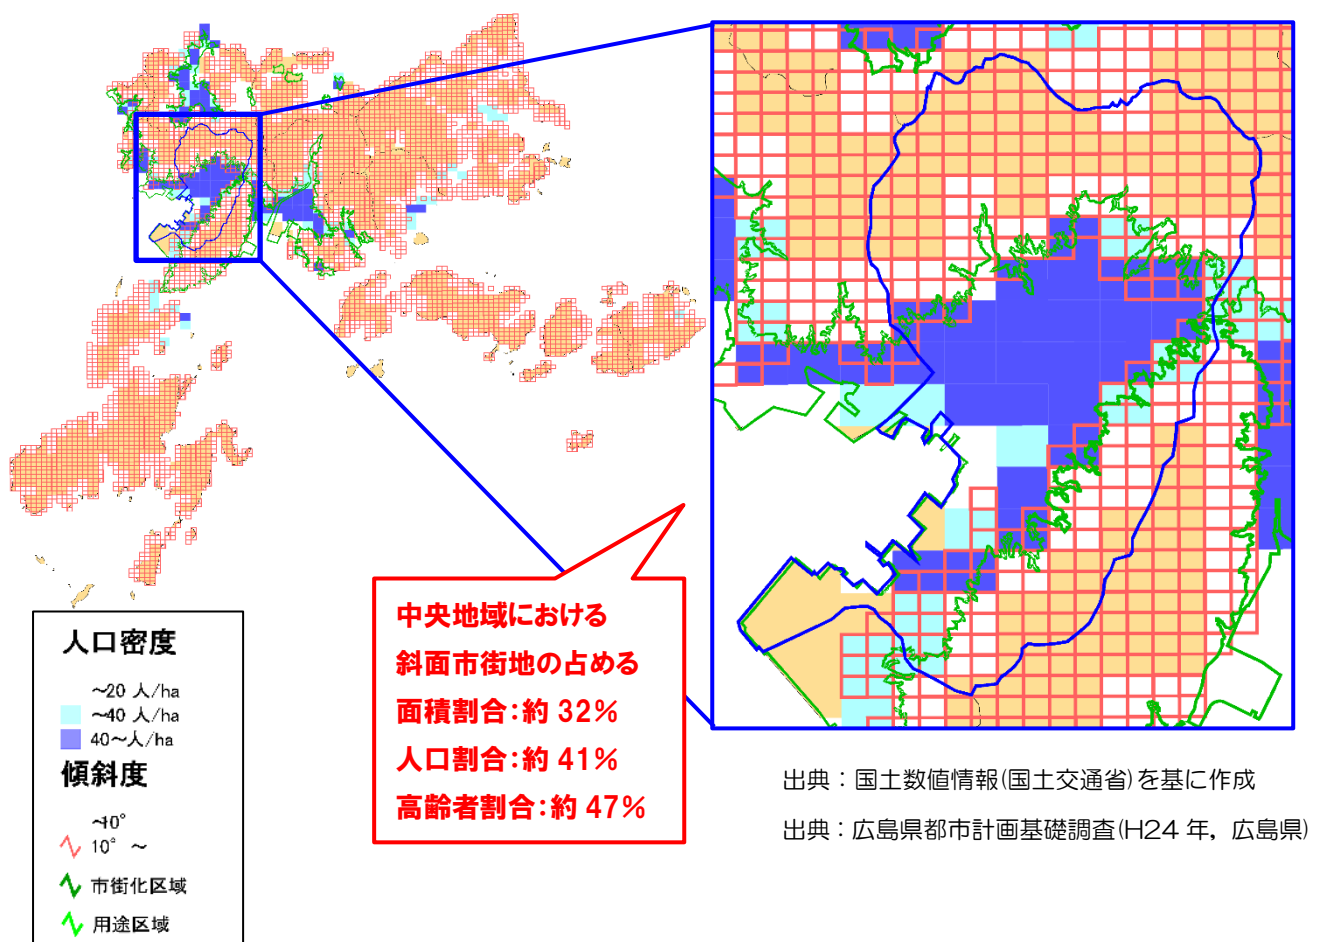 中央地域における
斜面市街地の占める
面積割合：約 32％
人口割合：約 41％
高齢者割合：約 47％
人口密度
～20 人/ha
～40 人/ha
40～人/ha
傾斜度
～10°
10° ～
市街化区域
用途区域
出典：国土数値情報(国土交通省)を基に作成
出典：広島県都市計画基礎調査(H24 年，広島県)